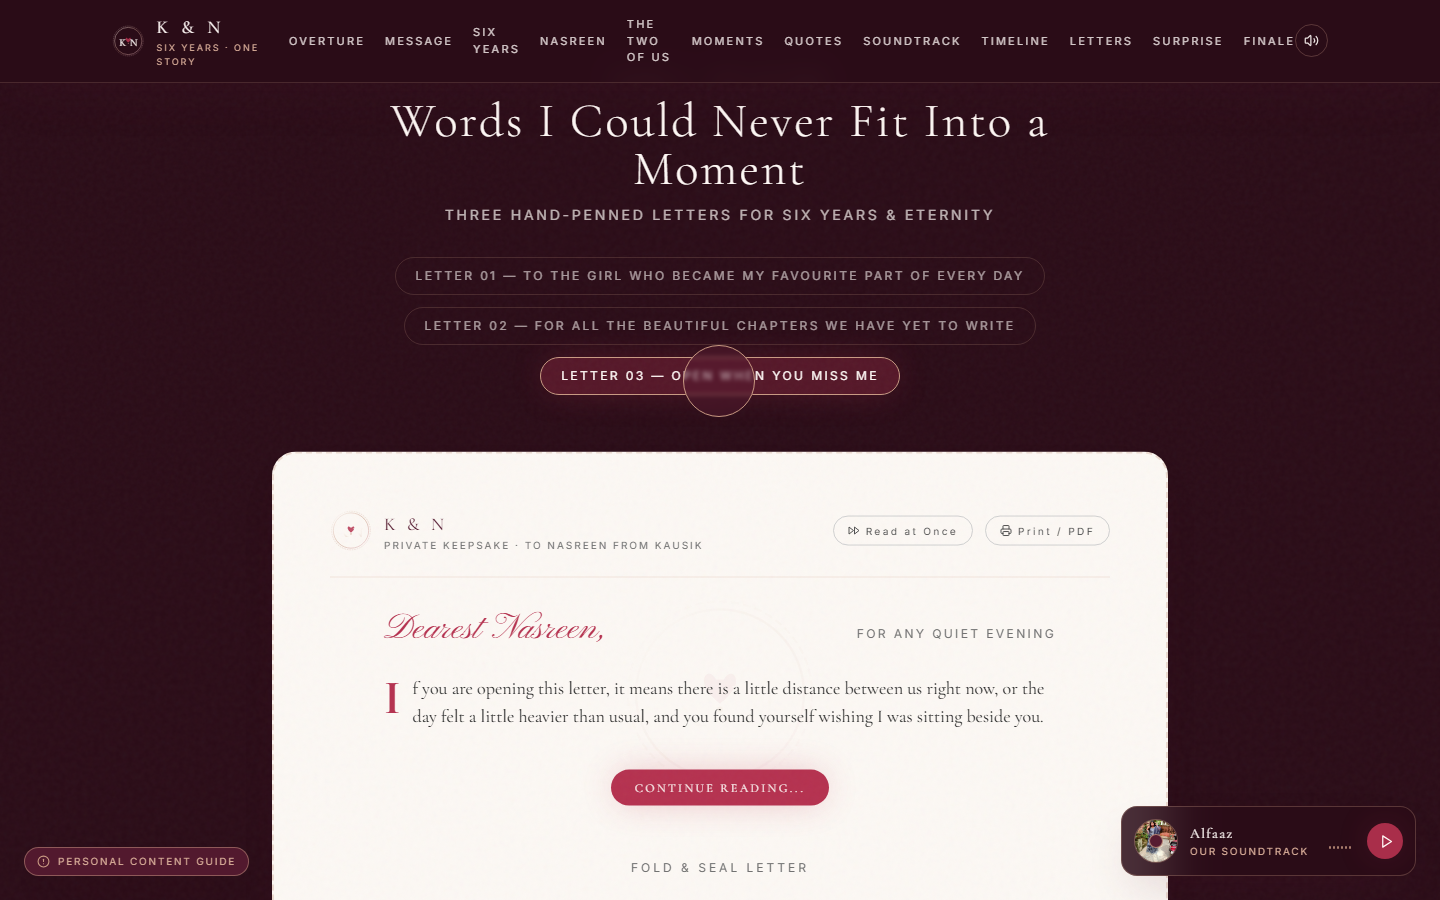 K & N
SIX YEARS · ONE
STORY
OVERTURE
MESSAGE
SIX
YEARS
NASREEN
THE
TWO
OF US
MOMENTS
QUOTES
SOUNDTRACK
TIMELINE
LETTERS
SURPRISE
FINALE
Words I Could Never Fit Into a
Moment
THREE HAND-PENNED LETTERS FOR SIX YEARS & ETERNITY
LETTER 01 — TO THE GIRL WHO BECAME MY FAVOURITE PART OF EVERY DAY
LETTER 02 — FOR ALL THE BEAUTIFUL CHAPTERS WE HAVE YET TO WRITE
LETTER 03 — OPEN WHEN YOU MISS ME
K & N
PRIVATE KEEPSAKE · TO NASREEN FROM KAUSIK
Read at Once
Print / PDF
Dearest Nasreen,
FOR ANY QUIET EVENING
If you are opening this letter, it means there is a little distance between us right now, or the
day felt a little heavier than usual, and you found yourself wishing I was sitting beside you.
CONTINUE READING...
FOLD & SEAL LETTER
PERSONAL CONTENT GUIDE
Alfaaz
OUR SOUNDTRACK